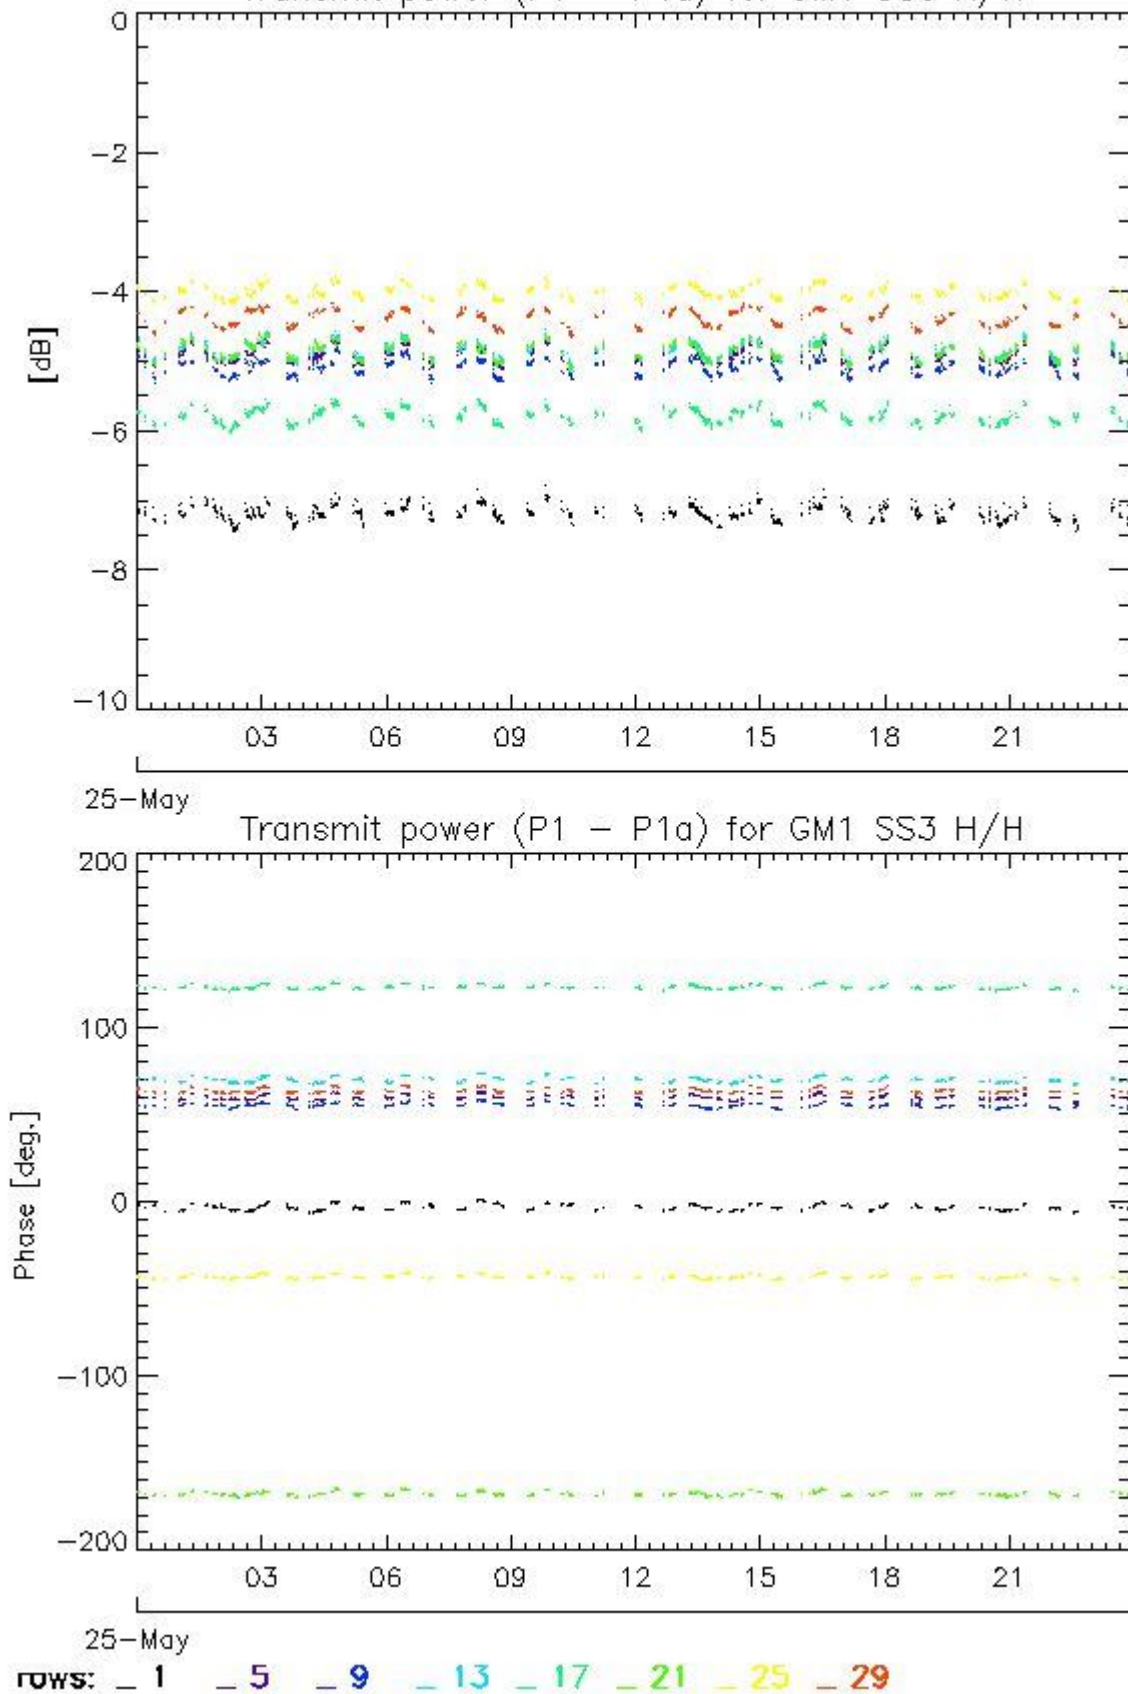 0
−2
−4
−6
−8
−10
[dB]
03 06 09 12 15 18 21
25−May
Transmit power (P1 − P1a) for GM1 SS3 H/H
200
100
0
−100
−200
Phase [deg.]
03 06 09 12 15 18 21
25−May
rows: _ 1 _ 5 _ 9 _ 13 _ 17 _ 21 _ 25 _ 29